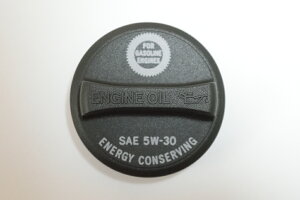 FOR
GASOLINE
ENGINES
ENGINE OIL
SAE 5W-30
ENERGY CONSERVING